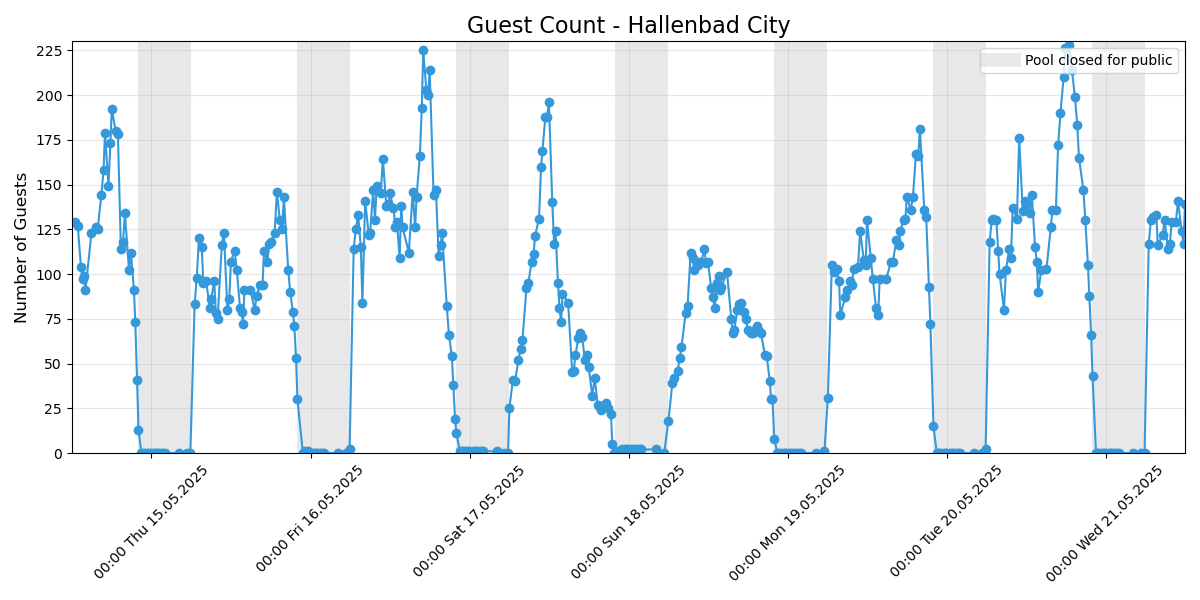 Guest Count - Hallenbad City
Pool closed for public
Number of Guests
225
200
175
150
125
100
75
50
25
0
00:00 Thu 15.05.2025
00:00 Fri 16.05.2025
00:00 Sat 17.05.2025
00:00 Sun 18.05.2025
00:00 Mon 19.05.2025
00:00 Tue 20.05.2025
00:00 Wed 21.05.2025